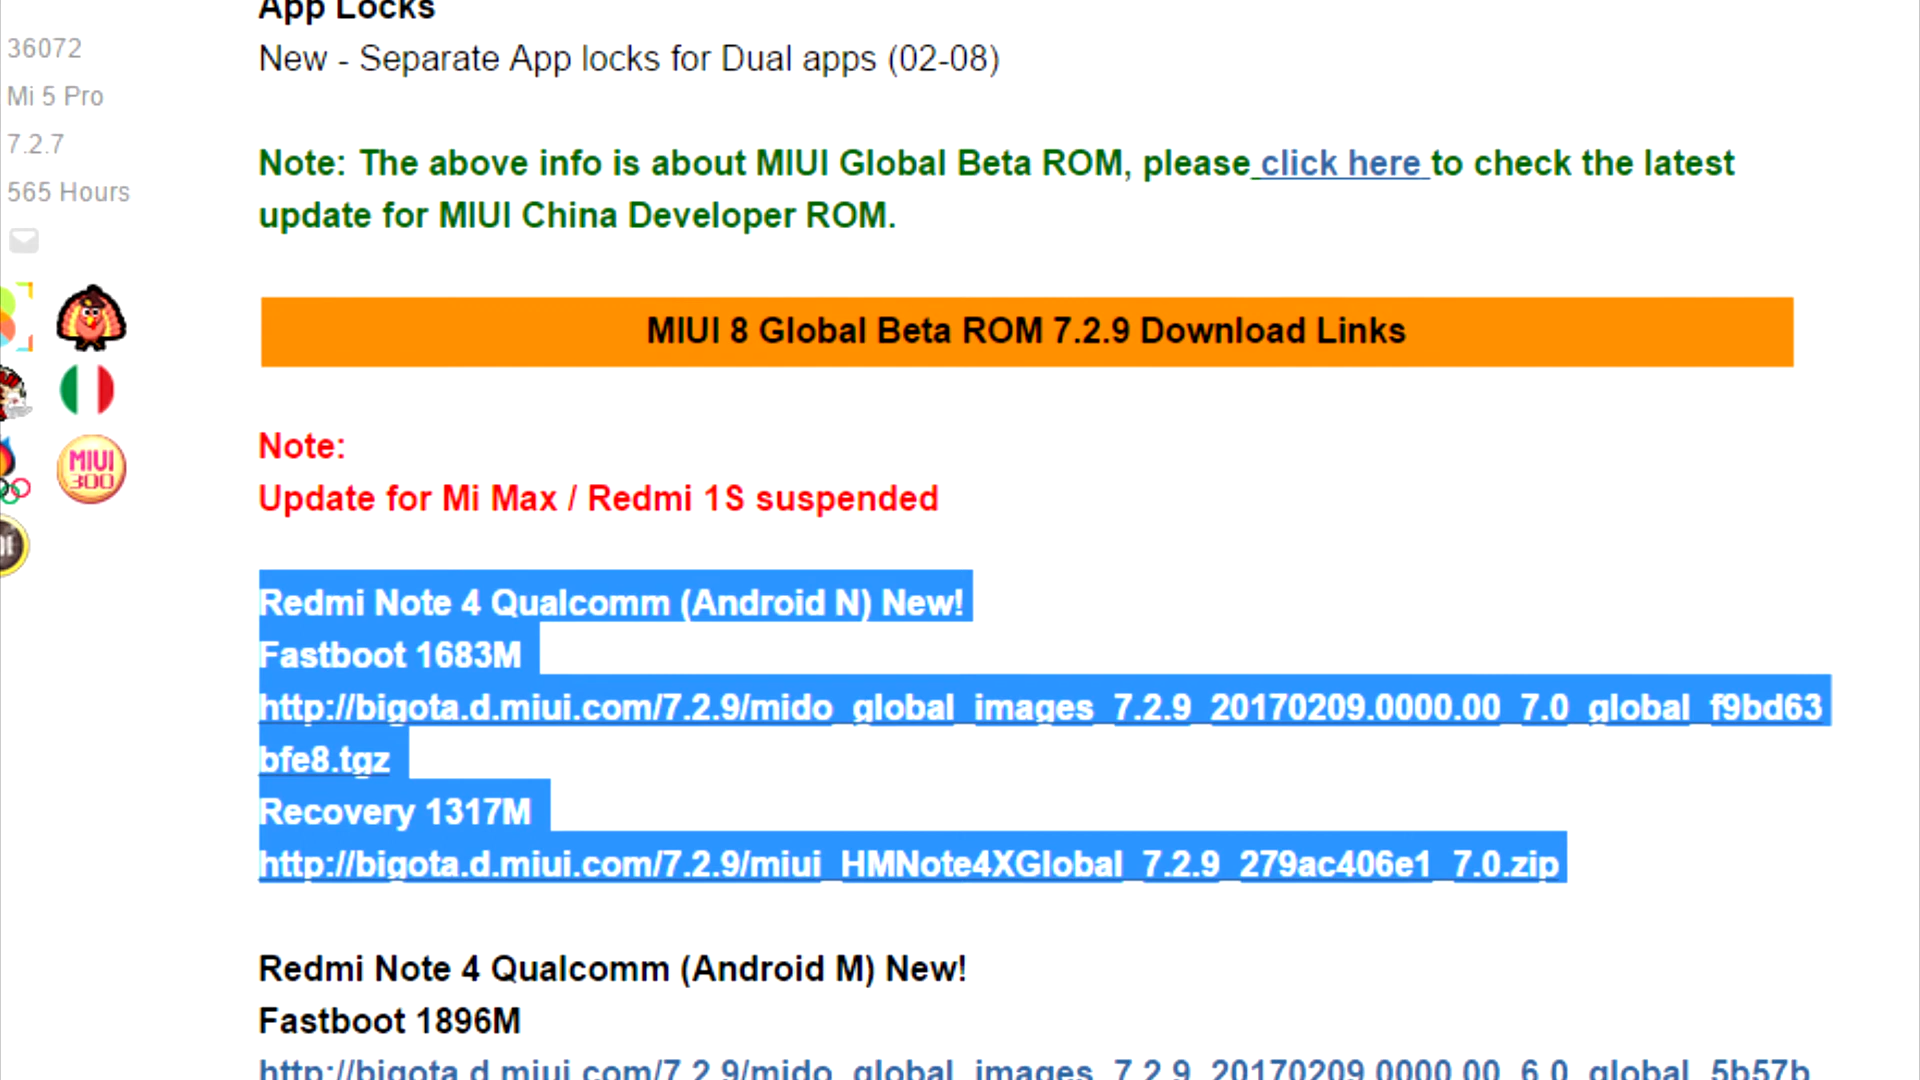 App Locks
36072
New - Separate App locks for Dual apps (02-08)
Mi 5 Pro
7.2.7
Note: The above info is about MIUI Global Beta ROM, please click here to check the latest
565 Hours
update for MIUI China Developer ROM.
MIUI 8 Global Beta ROM 7.2.9 Download Links
Note:
MIUI
300
Update for Mi Max / Redmi 1S suspended
Redmi Note 4 Qualcomm (Android N) New!
Fastboot 1683M
http://bigota.d.miui.com/7.2.9/mido_global_images_7.2.9_20170209.0000.00_7.0_global_f9bd63
bfe8.tgz
Recovery 1317M
http://bigota.d.miui.com/7.2.9/miui_HMNote4XGlobal_7.2.9_279ac406e1_7.0.zip
Redmi Note 4 Qualcomm (Android M) New!
Fastboot 1896M
http://bigota.d.miui.com/7.2.9/mido_global_images_7.2.9_20170209.0000.00_6.0_global_5b57b